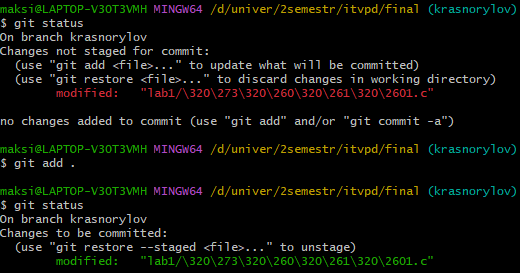 maksi@LAPTOP-V3OT3VMH MINGW64 /d/univer/2semestr/itvpd/final (krasnorylov)
$ git status
On branch krasnorylov
Changes not staged for commit:
  (use "git add <file>..." to update what will be committed)
  (use "git restore <file>..." to discard changes in working directory)
        modified:   "lab1/\320\273\320\260\320\261\320\2601.c"

no changes added to commit (use "git add" and/or "git commit -a")

maksi@LAPTOP-V3OT3VMH MINGW64 /d/univer/2semestr/itvpd/final (krasnorylov)
$ git add .

maksi@LAPTOP-V3OT3VMH MINGW64 /d/univer/2semestr/itvpd/final (krasnorylov)
$ git status
On branch krasnorylov
Changes to be committed:
  (use "git restore --staged <file>..." to unstage)
        modified:   "lab1/\320\273\320\260\320\261\320\2601.c"